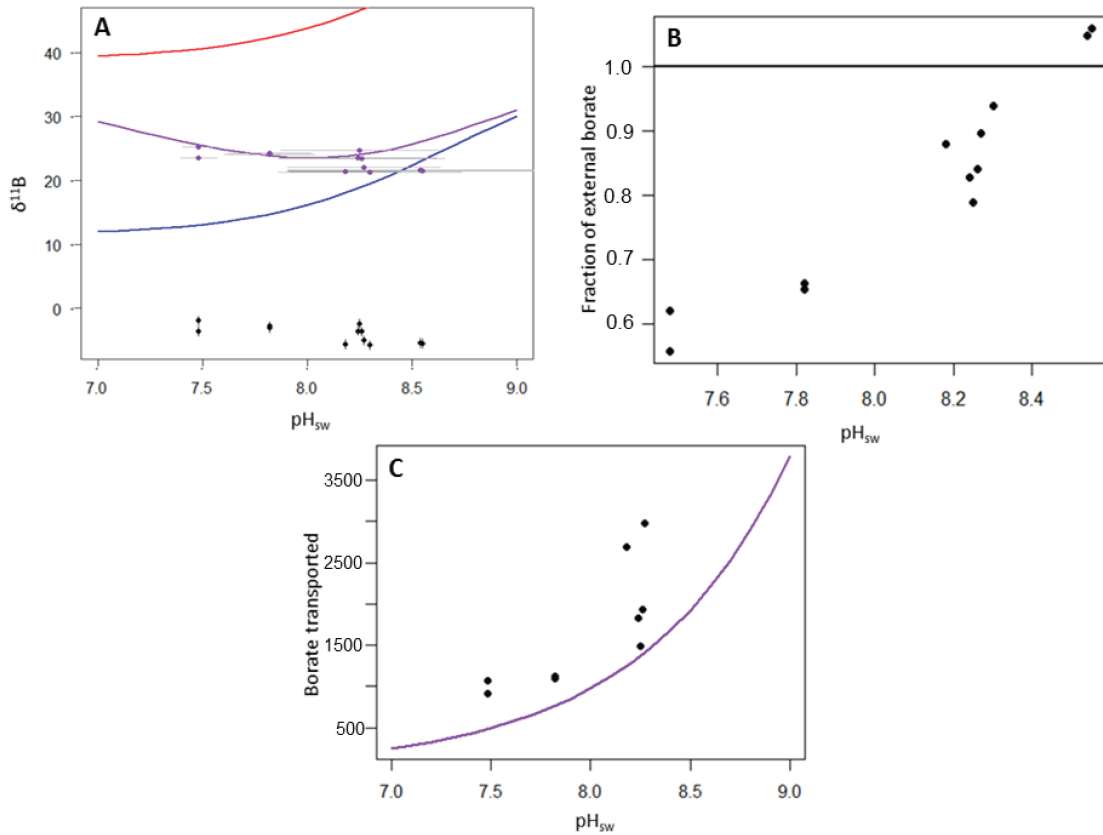 A
δ¹¹B
40
30
20
10
0
7.0 7.5 8.0 8.5 9.0
pHsw
B
Fraction of external borate
1.0
0.9
0.8
0.7
0.6
7.6 7.8 8.0 8.2 8.4
pHsw
C
Borate transported
3500
2500
1500
500
7.0 7.5 8.0 8.5 9.0
pHsw